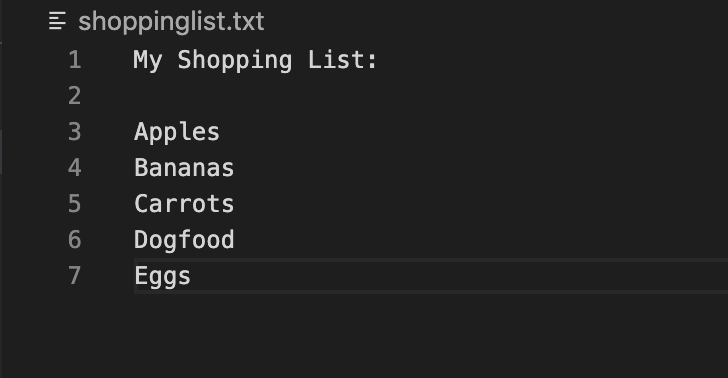 shoppinglist.txt
1 My Shopping List:
2
3 Apples
4 Bananas
5 Carrots
6 Dogfood
7 Eggs